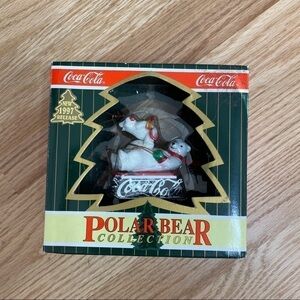 Coca-Cola
Coca-Cola
NEW
1997
RELEASE
Coca-Cola
POLAR BEAR
COLLECTION